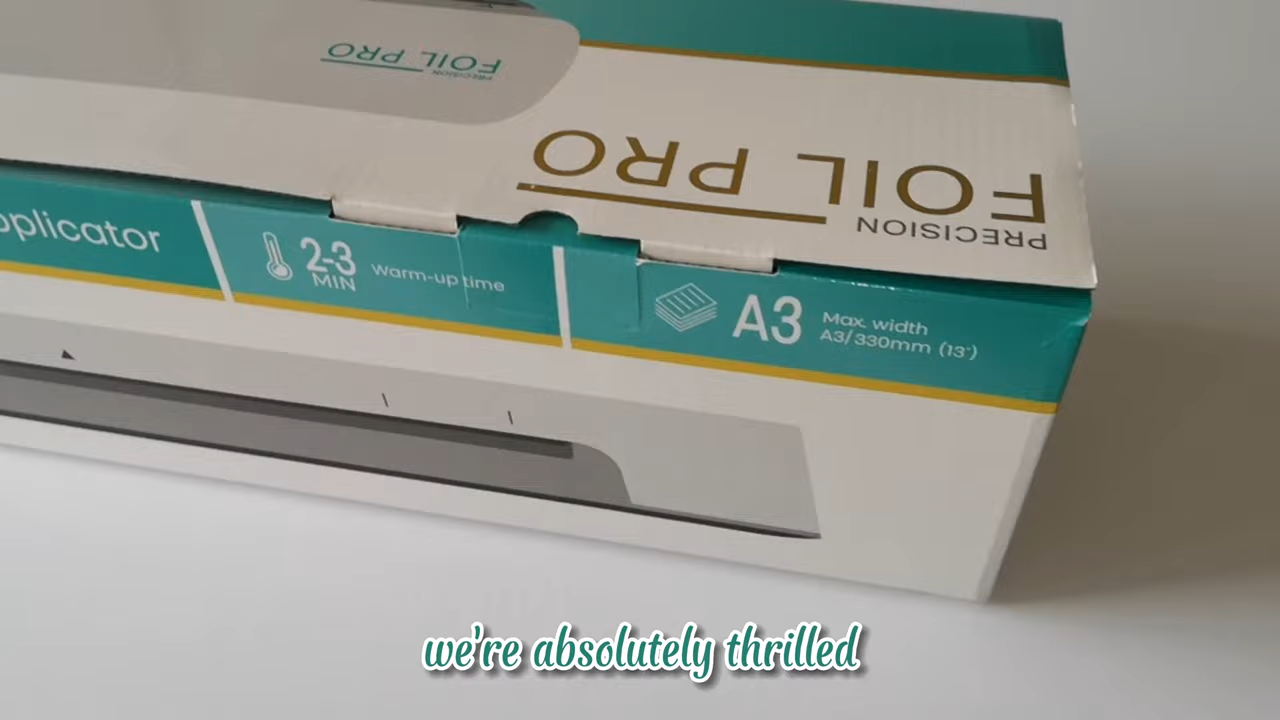 PRECISION
FOIL PRO
PRECISION
FOIL PRO
pplicator
2-3
MIN
Warm-up time
A3
Max. width
A3/330mm (13")
we're absolutely thrilled